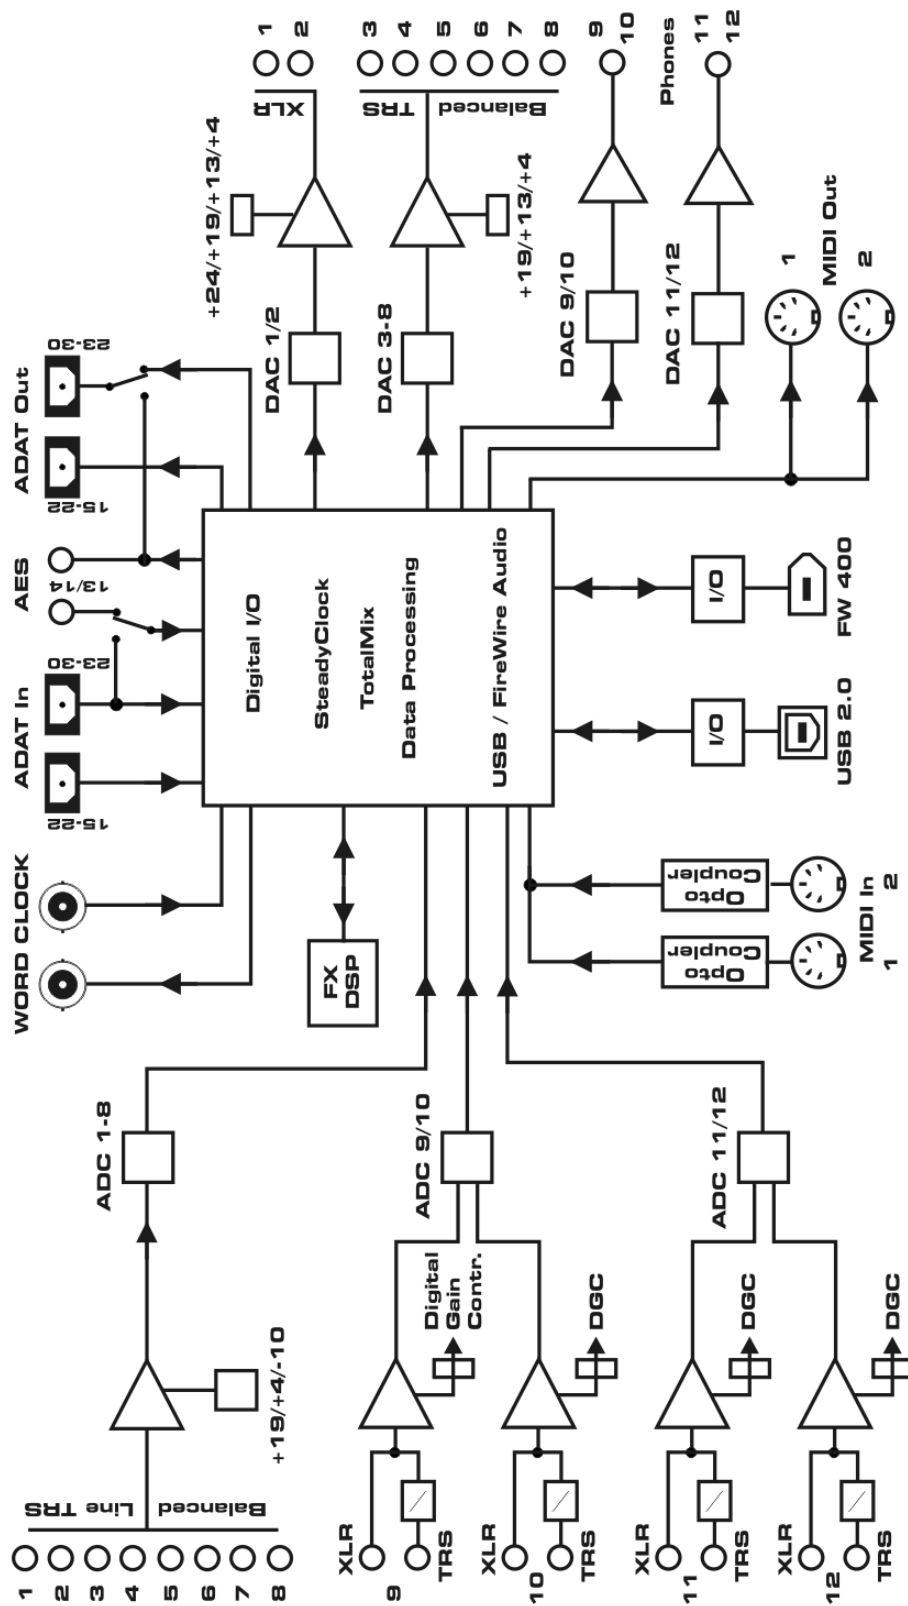 1
2
3
4
5
6
7
8
Balanced Line TRS
+19/+4/-10
ADC 1-8
XLR
9
TRS
Digital
Gain
Contr.
XLR
10
TRS
DGC
ADC 9/10
XLR
11
TRS
DGC
XLR
12
TRS
DGC
ADC 11/12
WORD CLOCK
FX
DSP
Opto
Coupler
Opto
Coupler
MIDI In
1
2
ADAT In
15-22
23-30
AES
13/14
ADAT Out
15-22
23-30
Digital I/O
SteadyClock
TotalMix
Data Processing
USB / FireWire Audio
I/O
USB 2.0
I/O
FW 400
DAC 1/2
+24/+19/+13/+4
XLR
1
2
DAC 3-8
+19/+13/+4
Balanced TRS
3
4
5
6
7
8
DAC 9/10
9
10
DAC 11/12
Phones
11
12
1
MIDI Out
2